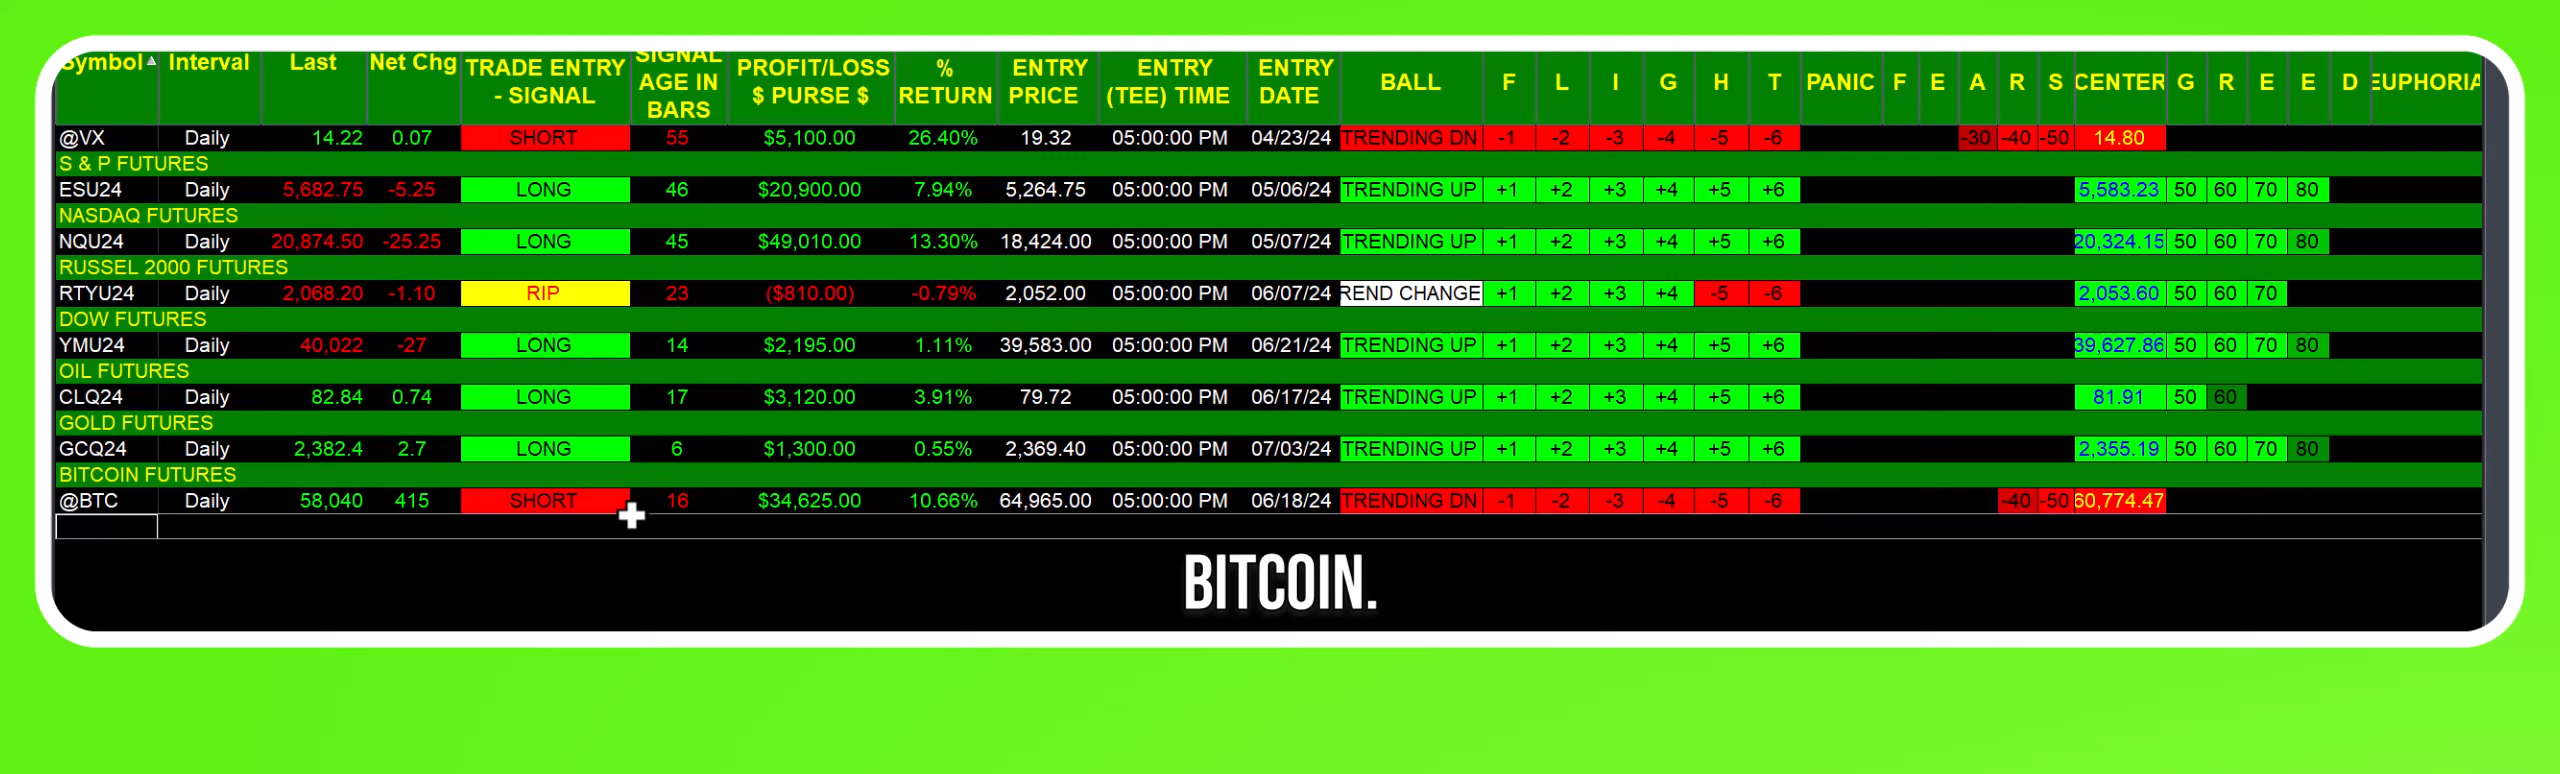 Symbol Interval Last Net Chg TRADE ENTRY - SIGNAL SIGNAL AGE IN BARS PROFIT/LOSS $ PURSE $ % RETURN ENTRY PRICE ENTRY (TEE) TIME ENTRY DATE BALL F L I G H T PANIC F E A R S CENTER G R E E D EUPHORIA
@VX Daily 14.22 0.07 SHORT 55 $5,100.00 26.40% 19.32 05:00:00 PM 04/23/24 TRENDING DN -1 -2 -3 -4 -5 -6 -30 -40 -50 14.80
S & P FUTURES
ESU24 Daily 5,682.75 -5.25 LONG 46 $20,900.00 7.94% 5,264.75 05:00:00 PM 05/06/24 TRENDING UP +1 +2 +3 +4 +5 +6 5,583.23 50 60 70 80
NASDAQ FUTURES
NQU24 Daily 20,874.50 -25.25 LONG 45 $49,010.00 13.30% 18,424.00 05:00:00 PM 05/07/24 TRENDING UP +1 +2 +3 +4 +5 +6 20,324.15 50 60 70 80
RUSSEL 2000 FUTURES
RTYU24 Daily 2,068.20 -1.10 RIP 23 ($810.00) -0.79% 2,052.00 05:00:00 PM 06/07/24 REND CHANGE +1 +2 +3 +4 -5 -6 2,053.60 50 60 70
DOW FUTURES
YMU24 Daily 40,022 -27 LONG 14 $2,195.00 1.11% 39,583.00 05:00:00 PM 06/21/24 TRENDING UP +1 +2 +3 +4 +5 +6 39,627.86 50 60 70 80
OIL FUTURES
CLQ24 Daily 82.84 0.74 LONG 17 $3,120.00 3.91% 79.72 05:00:00 PM 06/17/24 TRENDING UP +1 +2 +3 +4 +5 +6 81.91 50 60
GOLD FUTURES
GCQ24 Daily 2,382.4 2.7 LONG 6 $1,300.00 0.55% 2,369.40 05:00:00 PM 07/03/24 TRENDING UP +1 +2 +3 +4 +5 +6 2,355.19 50 60 70 80
BITCOIN FUTURES
@BTC Daily 58,040 415 SHORT 16 $34,625.00 10.66% 64,965.00 05:00:00 PM 06/18/24 TRENDING DN -1 -2 -3 -4 -5 -6 -40 -50 60,774.47
BITCOIN.